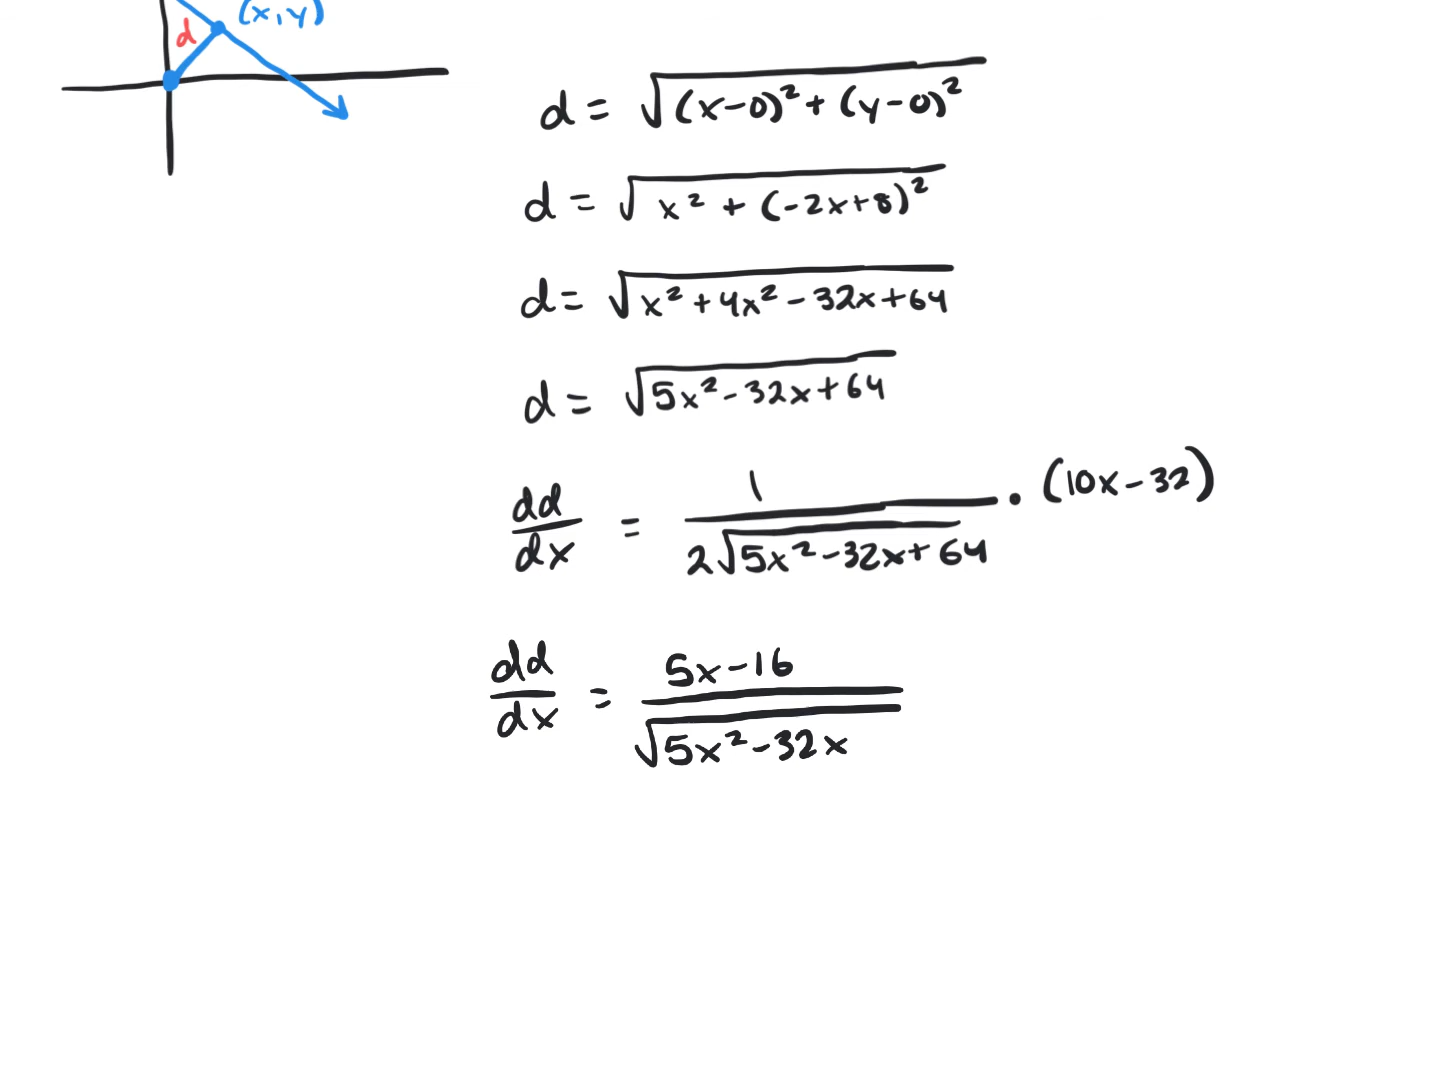 (x,y)
d
d = √((x-0)² + (y-0)²)
d = √(x² + (-2x+8)²)
d = √(x² + 4x² - 32x + 64)
d = √(5x² - 32x + 64)
dd/dx = 1/(2√(5x² - 32x + 64)) • (10x - 32)
dd/dx = (5x - 16)/√(5x² - 32x)